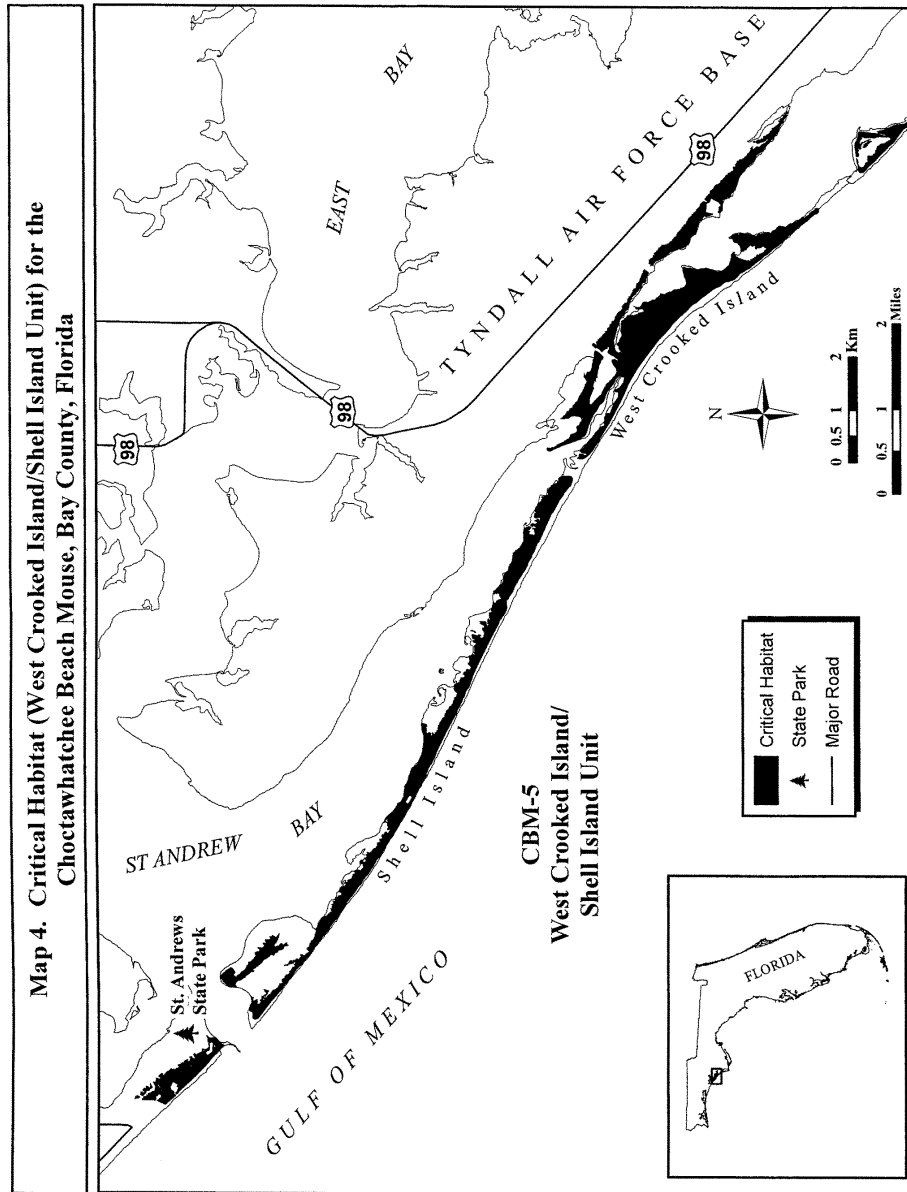 Map 4. Critical Habitat (West Crooked Island/Shell Island Unit) for the
Choctawhatchee Beach Mouse, Bay County, Florida
98
98
98
EAST
BAY
TYNDALL AIR FORCE BASE
ST ANDREW
BAY
St. Andrews
State Park
Shell Island
West Crooked Island
GULF OF MEXICO
CBM-5
West Crooked Island/
Shell Island Unit
N
0 0.5 1 2
Km
0 0.5 1 2
Miles
Critical Habitat
State Park
Major Road
FLORIDA